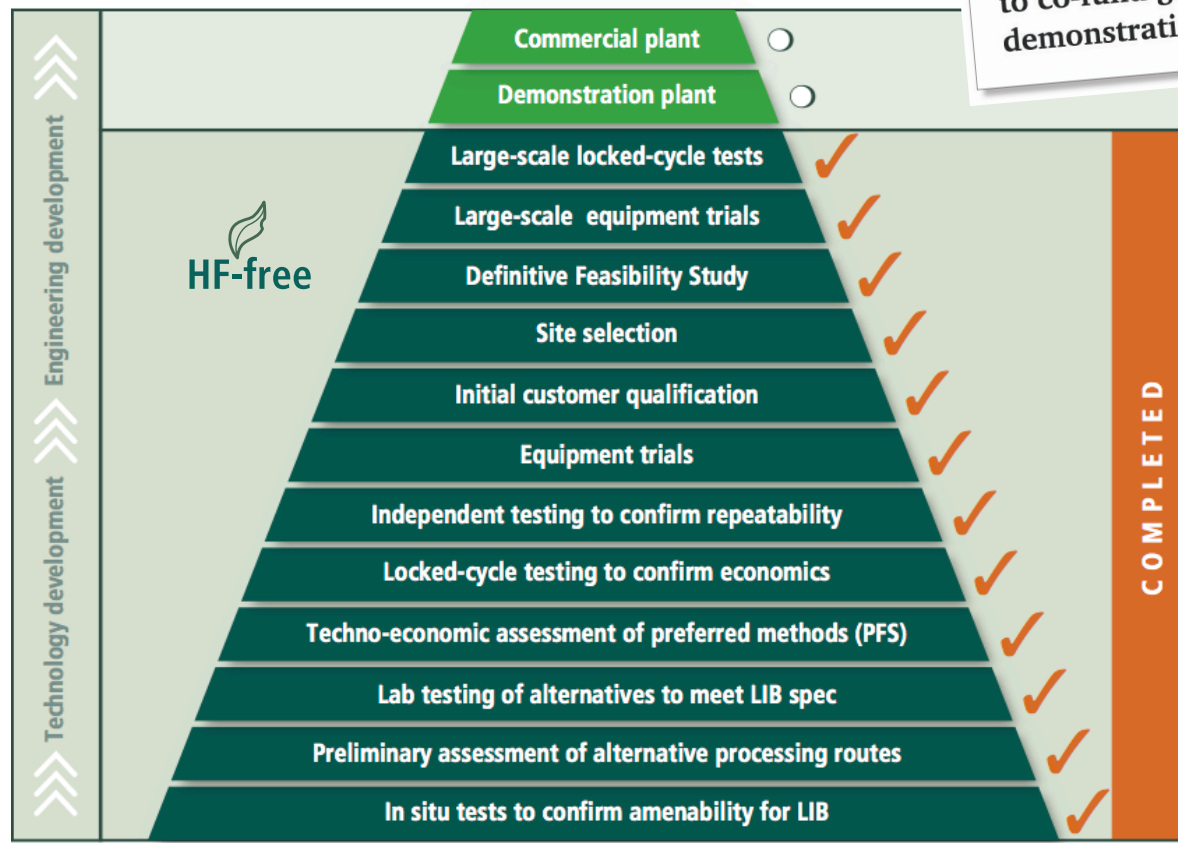 to co-fund
demonstrati
Commercial plant
Demonstration plant
Large-scale locked-cycle tests
Large-scale equipment trials
Definitive Feasibility Study
Site selection
Initial customer qualification
Equipment trials
Independent testing to confirm repeatability
Locked-cycle testing to confirm economics
Techno-economic assessment of preferred methods (PFS)
Lab testing of alternatives to meet LIB spec
Preliminary assessment of alternative processing routes
In situ tests to confirm amenability for LIB
HF-free
Engineering development
Technology development
COMPLETED